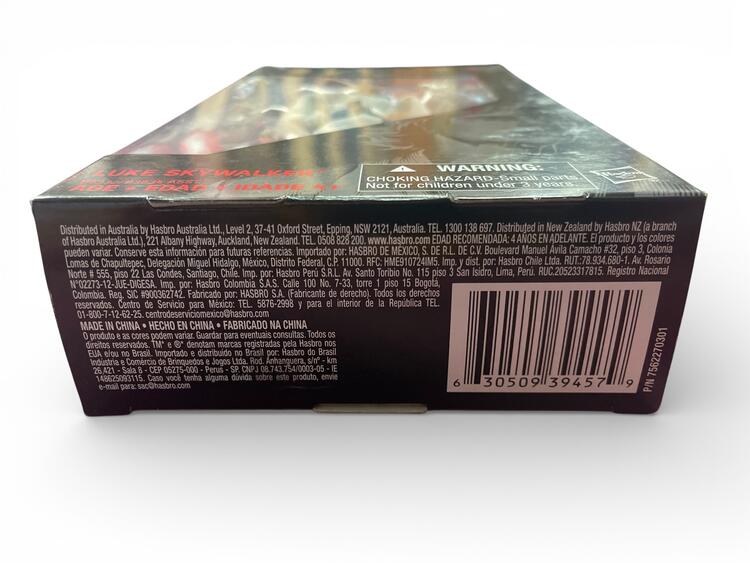 LUKE SKYWALKER
AGE • EDAD • IDADE 4+
WARNING:
CHOKING HAZARD-Small parts
Not for children under 3 years.
Hasbro
Distributed in Australia by Hasbro Australia Ltd., Level 2, 37-41 Oxford Street, Epping, NSW 2121, Australia. TEL. 1300 138 697. Distributed in New Zealand by Hasbro NZ (a branch
of Hasbro Australia Ltd.), 221 Albany Highway, Auckland, New Zealand. TEL. 0508 828 200. www.hasbro.com EDAD RECOMENDADA: 4 AÑOS EN ADELANTE. El producto y los colores
pueden variar. Conserve esta información para futuras referencias. Importado por: HASBRO DE MÉXICO, S. DE R.L. DE C.V. Boulevard Manuel Ávila Camacho #32, piso 3, Colonia
Lomas de Chapultepec, Delegación Miguel Hidalgo, México, Distrito Federal, C.P. 11000. RFC: HME910724IM5. Imp. y dist. por: Hasbro Chile Ltda. RUT.:78.934.680-1. Av. Rosario
Norte # 555, piso 22 Las Condes, Santiago, Chile. Imp. por: Hasbro Perú S.R.L. Av. Santo Toribio No. 115 piso 3 San Isidro, Lima, Perú. RUC.20523317815. Registro Nacional
N°02273-12-JUE-DIGESA. Imp. por: Hasbro Colombia S.A.S. Calle 100 No. 7-33, torre 1 piso 15 Bogotá,
Colombia. Reg. SIC #900362742. Fabricado por: HASBRO S.A. (Fabricante de derecho). Todos los derechos
reservados. Centro de Servicio para México: TEL. 5876-2998 y para el interior de la República TEL.
01-800-7-12-62-25. centrodeserviciomexico@hasbro.com
MADE IN CHINA • HECHO EN CHINA • FABRICADO NA CHINA
O produto e as cores podem variar. Guardar para eventuais consultas. Todos os
direitos reservados. TM* e ®* denotam marcas registradas pela Hasbro nos
EUA e/ou no Brasil. Importado e distribuído no Brasil por: Hasbro do Brasil
Indústria e Comércio de Brinquedos e Jogos Ltda. Rod. Anhanguera, s/nº - km
26,421 - Sala 8 - CEP 05275-000 - Perus - SP. CNPJ 08.743.754/0003-05 - IE
148625093115. Caso você tenha alguma dúvida sobre este produto, envie
e-mail para: sac@hasbro.com
6 30509 39457 9
P/N 7562270301